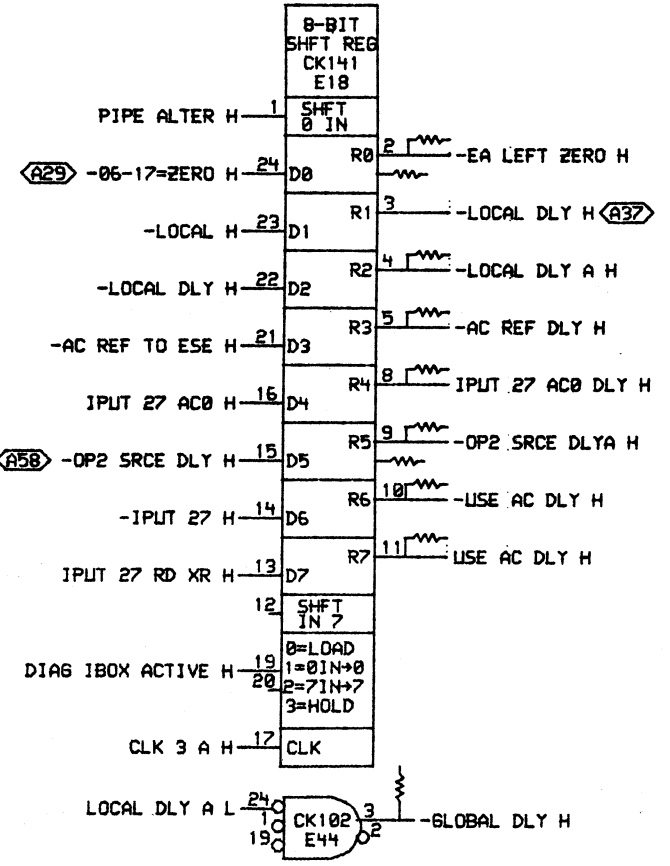 8-BIT
SHFT REG
CK141
E18
PIPE ALTER H 1 SHFT
0 IN
R0 2 -EA LEFT ZERO H
A29 -06-17=ZERO H 24 D0
R1 3 -LOCAL DLY H A37
-LOCAL H 23 D1
R2 4 -LOCAL DLY A H
-LOCAL DLY H 22 D2
R3 5 -AC REF DLY H
-AC REF TO ESE H 21 D3
R4 8 IPUT 27 AC0 DLY H
IPUT 27 AC0 H 16 D4
R5 9 -OP2 SRCE DLYA H
A58 -OP2 SRCE DLY H 15 D5
R6 10 -USE AC DLY H
-IPUT 27 H 14 D6
R7 11 USE AC DLY H
IPUT 27 RD XR H 13 D7
12 SHFT
IN 7
0=LOAD
DIAG IBOX ACTIVE H 19 1=0IN→0
20 2=7IN→7
3=HOLD
CLK 3 A H 17 CLK
LOCAL DLY A L 24
1 CK102 3 -GLOBAL DLY H
19 E44 2